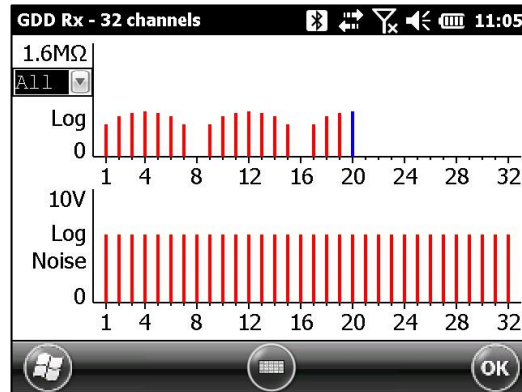 GDD Rx - 32 channels 11:05
1.6MΩ
All
Log
0
1 4 8 12 16 20 24 28 32
10V
Log
Noise
0
1 4 8 12 16 20 24 28 32
OK